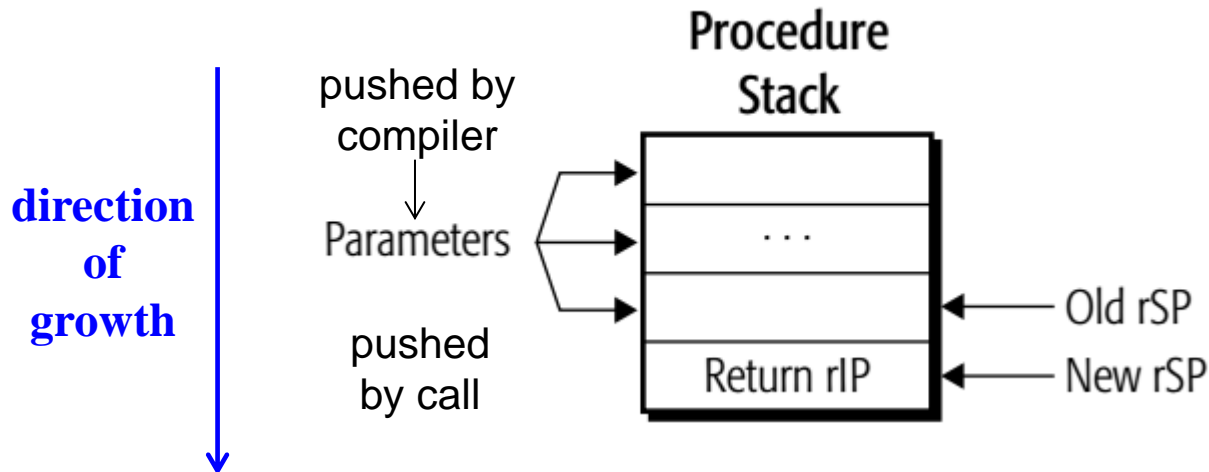 Procedure
Stack
pushed by
compiler
direction
of
growth
Parameters
. . .
pushed
by call
Old rSP
Return rIP
New rSP